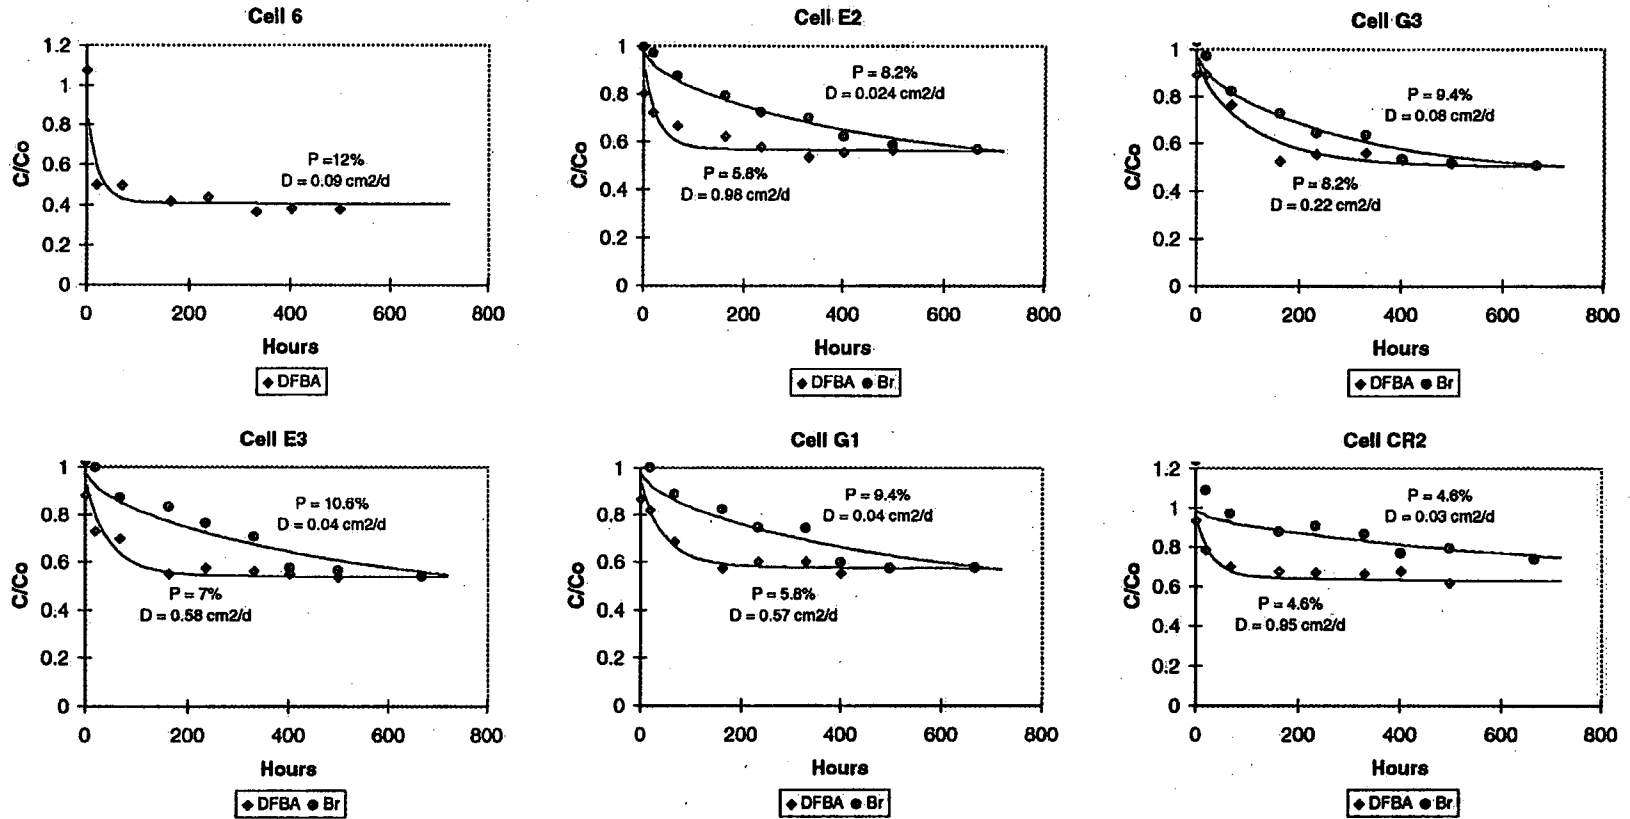 Cell 6
1.2
1
0.8
0.6
0.4
0.2
0
C/Co
P =12%
D = 0.09 cm2/d
0 200 400 600 800
Hours
DFBA
Cell E2
1
0.8
0.6
0.4
0.2
0
C/Co
P = 8.2%
D = 0.024 cm2/d
P = 5.8%
D = 0.98 cm2/d
0 200 400 600 800
Hours
DFBA Br
Cell G3
1
0.8
0.6
0.4
0.2
0
C/Co
P = 9.4%
D = 0.08 cm2/d
P = 8.2%
D = 0.22 cm2/d
0 200 400 600 800
Hours
DFBA Br
Cell E3
1
0.8
0.6
0.4
0.2
0
C/Co
P = 10.6%
D = 0.04 cm2/d
P = 7%
D = 0.58 cm2/d
0 200 400 600 800
Hours
DFBA Br
Cell G1
1
0.8
0.6
0.4
0.2
0
C/Co
P = 9.4%
D = 0.04 cm2/d
P = 5.8%
D = 0.57 cm2/d
0 200 400 600 800
Hours
DFBA Br
Cell CR2
1.2
1
0.8
0.6
0.4
0.2
0
C/Co
P = 4.6%
D = 0.03 cm2/d
P = 4.6%
D = 0.95 cm2/d
0 200 400 600 800
Hours
DFBA Br